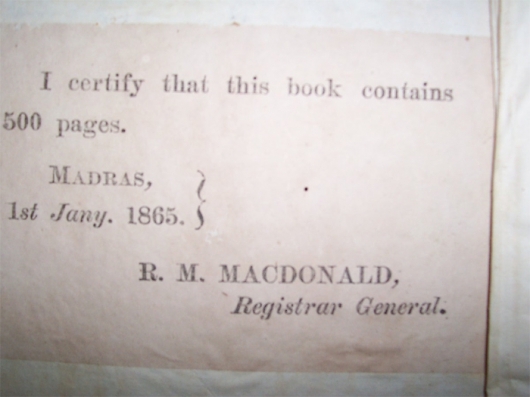 I certify that this book contains
500 pages.
MADRAS,
1st Jany. 1865.
R. M. MACDONALD,
Registrar General.